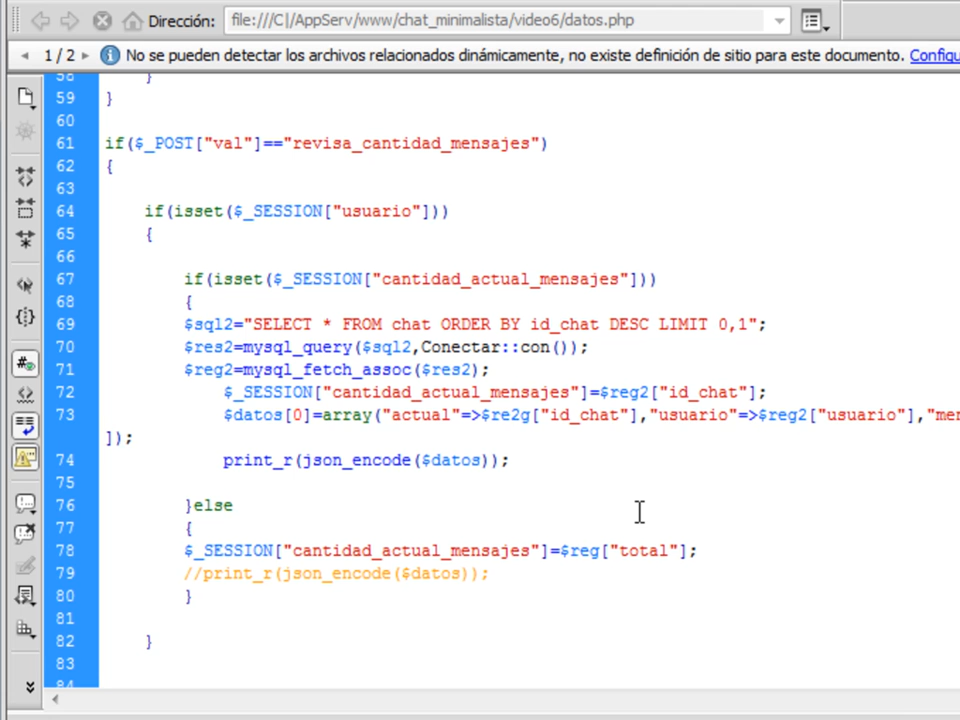 Dirección: file:///C|/AppServ/www/chat_minimalista/video6/datos.php
1 / 2 No se pueden detectar los archivos relacionados dinámicamente, no existe definición de sitio para este documento. Configu
58 }
59 }
60
61 if($_POST["val"]=="revisa_cantidad_mensajes")
62 {
63
64 if(isset($_SESSION["usuario"]))
65 {
66
67 if(isset($_SESSION["cantidad_actual_mensajes"]))
68 {
69 $sql2="SELECT * FROM chat ORDER BY id_chat DESC LIMIT 0,1";
70 $res2=mysql_query($sql2,Conectar::con());
71 $reg2=mysql_fetch_assoc($res2);
72 $_SESSION["cantidad_actual_mensajes"]=$reg2["id_chat"];
73 $datos[0]=array("actual"=>$re2g["id_chat"],"usuario"=>$reg2["usuario"],"men
]);
74 print_r(json_encode($datos));
75
76 }else
77 {
78 $_SESSION["cantidad_actual_mensajes"]=$reg["total"];
79 //print_r(json_encode($datos));
80 }
81
82 }
83
84